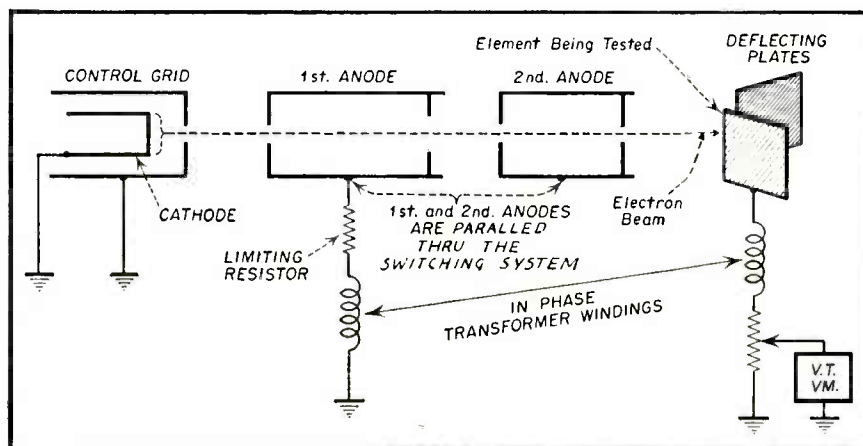 Element Being Tested
DEFLECTING
PLATES
CONTROL GRID
1st. ANODE
2nd. ANODE
CATHODE
LIMITING
RESISTOR
1st. and 2nd. ANODES
ARE PARALLED
THRU THE
SWITCHING SYSTEM
Electron
Beam
IN PHASE
TRANSFORMER WINDINGS
V.T.
VM.